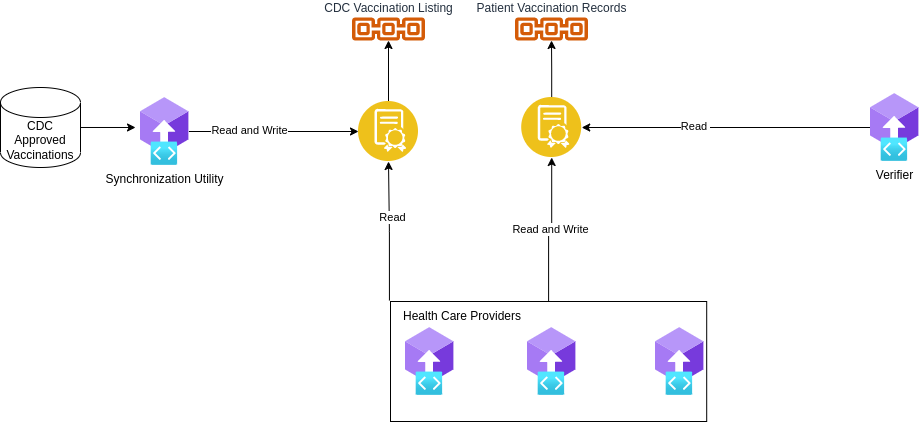 CDC Vaccination Listing
Patient Vaccination Records
CDC
Approved
Vaccinations
Synchronization Utility
Read and Write
Read
Verifier
Read
Read and Write
Health Care Providers